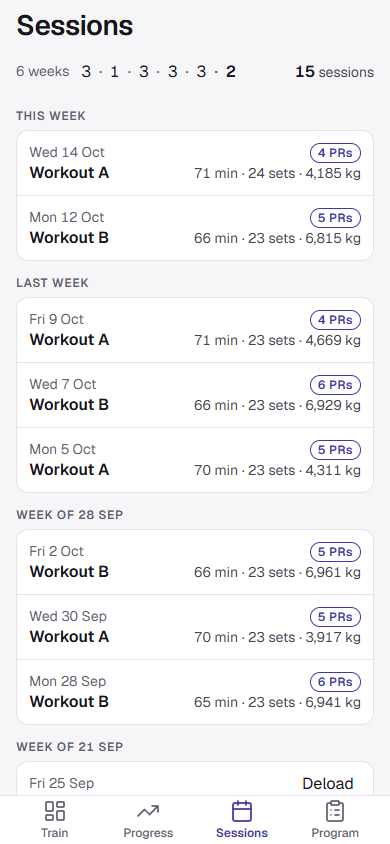 Sessions
6 weeks 3 · 1 · 3 · 3 · 3 · 2 15 sessions
THIS WEEK
Wed 14 Oct 4 PRs
Workout A 71 min · 24 sets · 4,185 kg
Mon 12 Oct 5 PRs
Workout B 66 min · 23 sets · 6,815 kg
LAST WEEK
Fri 9 Oct 4 PRs
Workout A 71 min · 23 sets · 4,669 kg
Wed 7 Oct 6 PRs
Workout B 66 min · 23 sets · 6,929 kg
Mon 5 Oct 5 PRs
Workout A 70 min · 23 sets · 4,311 kg
WEEK OF 28 SEP
Fri 2 Oct 5 PRs
Workout B 66 min · 23 sets · 6,961 kg
Wed 30 Sep 5 PRs
Workout A 70 min · 23 sets · 3,917 kg
Mon 28 Sep 6 PRs
Workout B 65 min · 23 sets · 6,941 kg
WEEK OF 21 SEP
Fri 25 Sep Deload
Train Progress Sessions Program